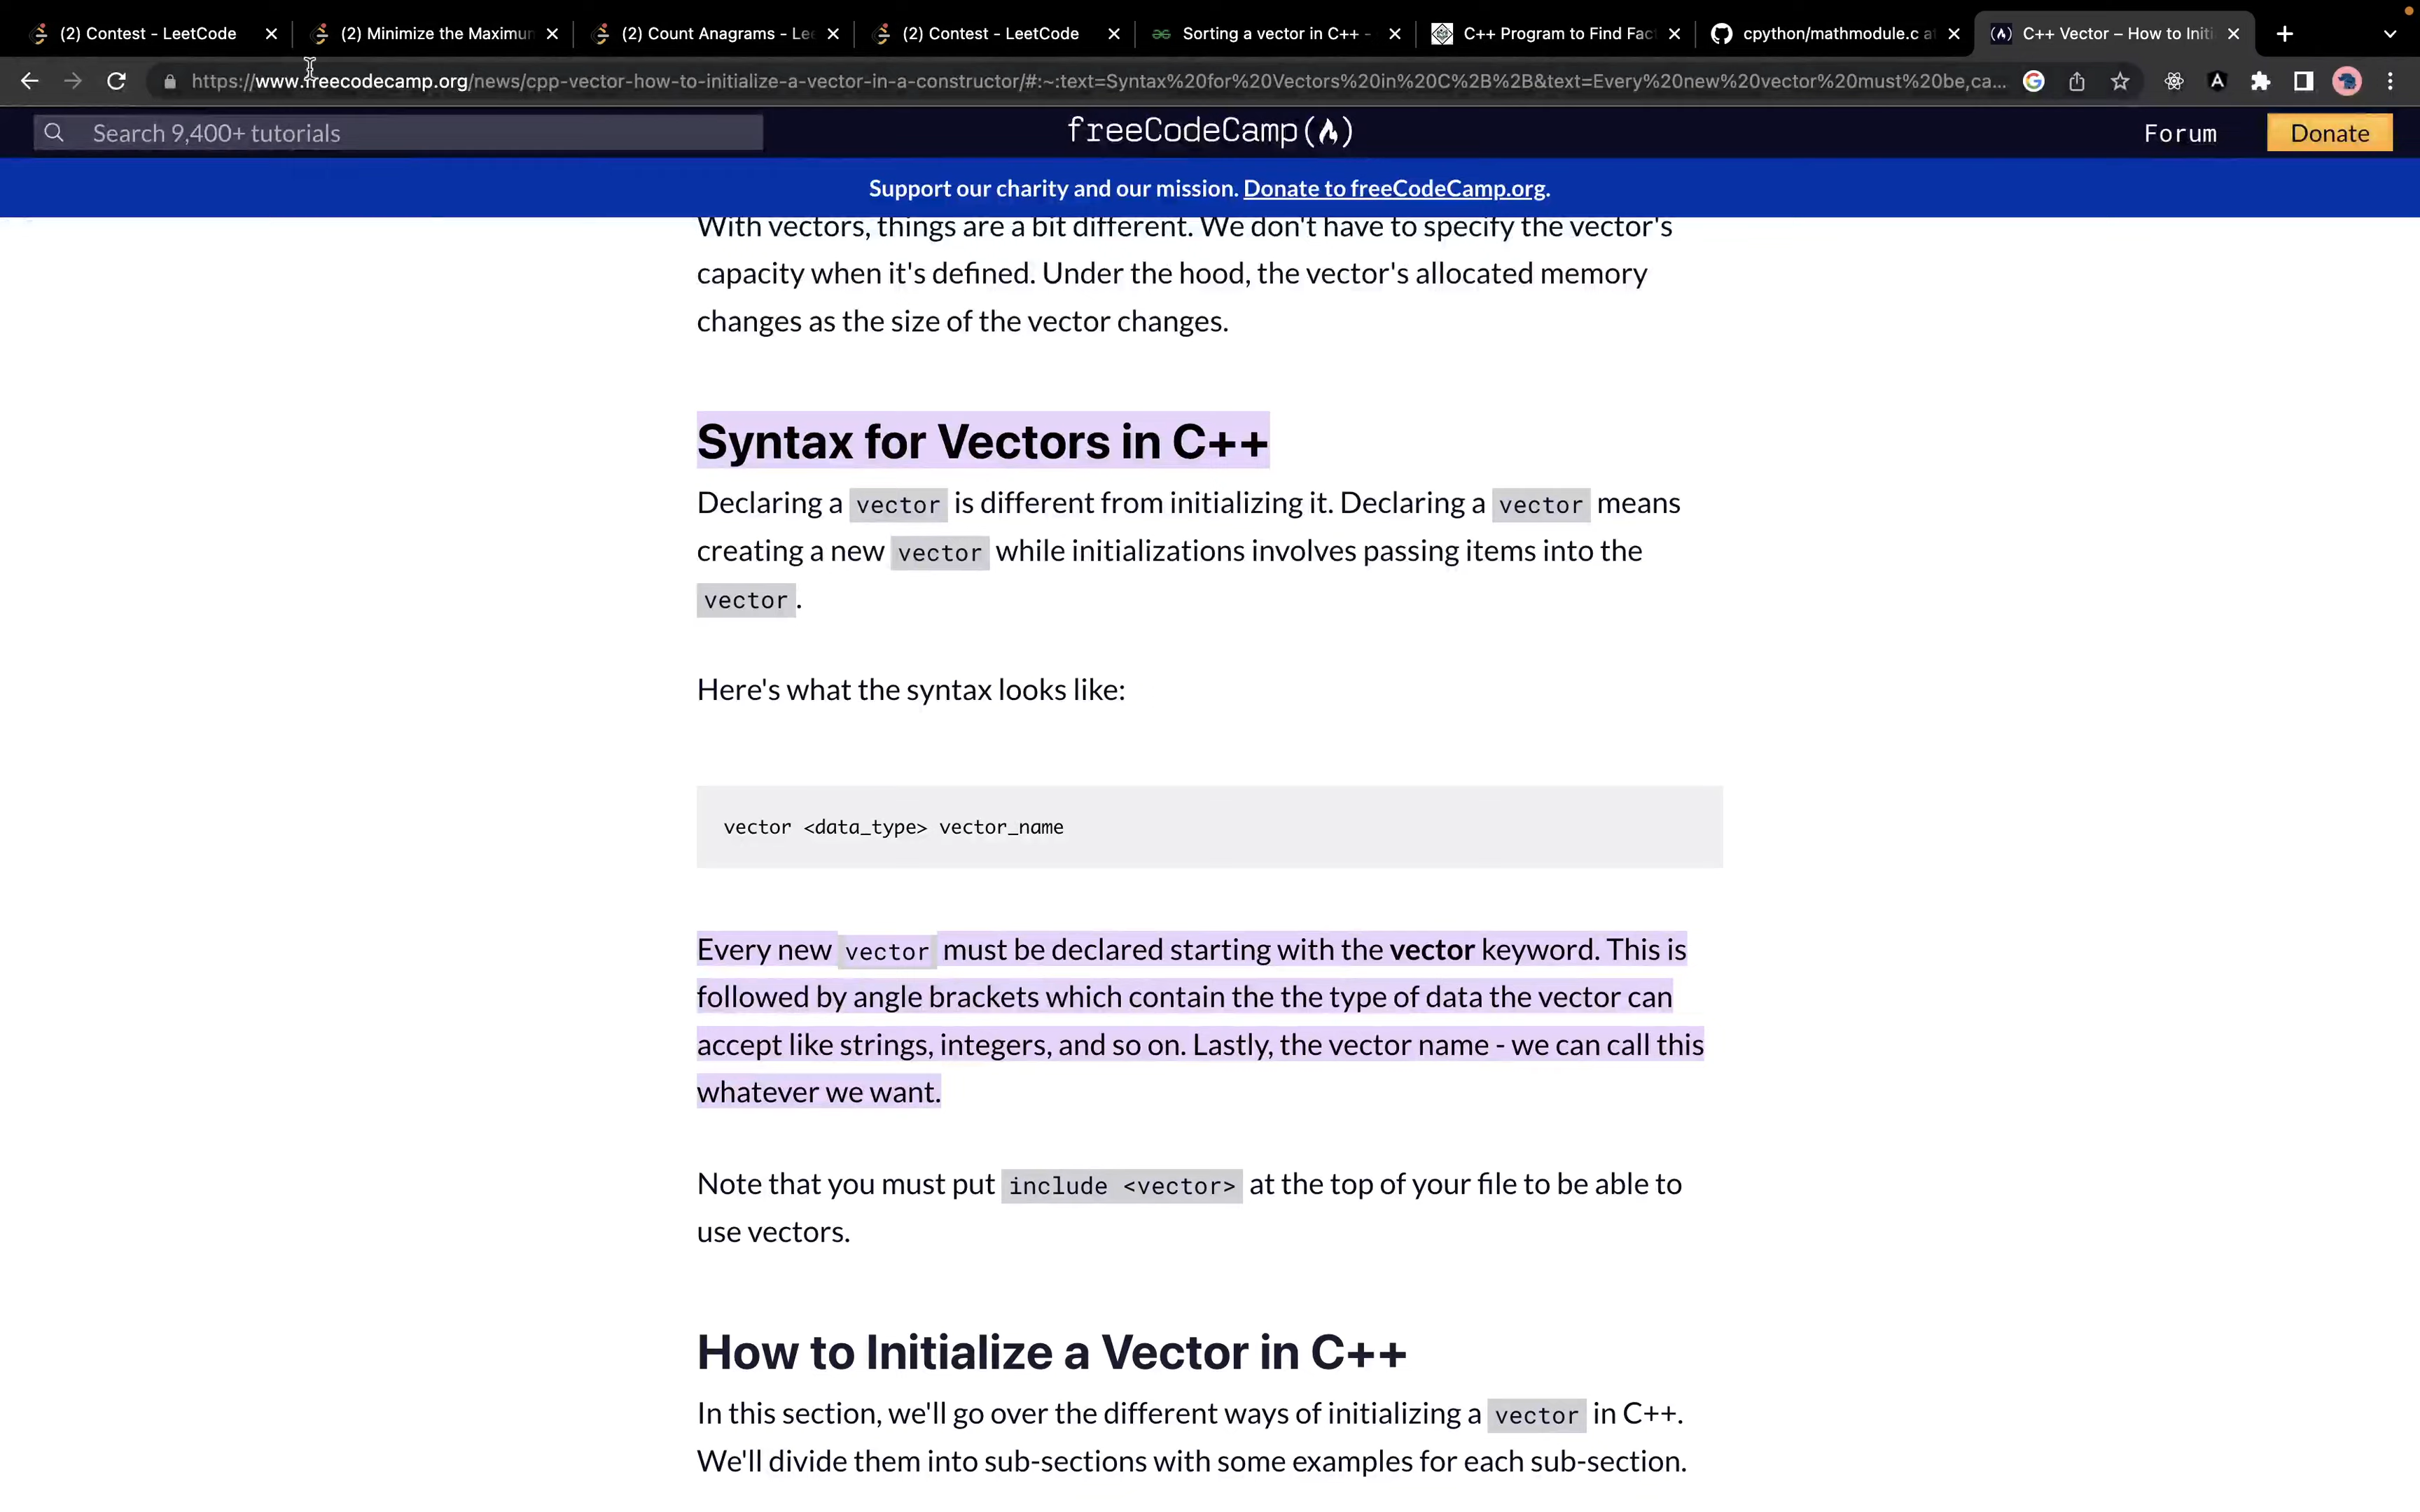 (2) Contest - LeetCode
(2) Minimize the Maximum
(2) Count Anagrams - Lee
(2) Contest - LeetCode
Sorting a vector in C++ -
C++ Program to Find Fac
cpython/mathmodule.c a
C++ Vector – How to Initi
https://www.freecodecamp.org/news/cpp-vector-how-to-initialize-a-vector-in-a-constructor/#:~:text=Syntax%20for%20Vectors%20in%20C%2B%2B&text=Every%20new%20vector%20must%20be,ca...
Search 9,400+ tutorials
freeCodeCamp(🔥)
Forum
Donate
Support our charity and our mission. Donate to freeCodeCamp.org.
With vectors, things are a bit different. We don't have to specify the vector's
capacity when it's defined. Under the hood, the vector's allocated memory
changes as the size of the vector changes.
Syntax for Vectors in C++
Declaring a vector is different from initializing it. Declaring a vector means
creating a new vector while initializations involves passing items into the
vector.
Here's what the syntax looks like:
vector <data_type> vector_name
Every new vector must be declared starting with the vector keyword. This is
followed by angle brackets which contain the the type of data the vector can
accept like strings, integers, and so on. Lastly, the vector name - we can call this
whatever we want.
Note that you must put include <vector> at the top of your file to be able to
use vectors.
How to Initialize a Vector in C++
In this section, we'll go over the different ways of initializing a vector in C++.
We'll divide them into sub-sections with some examples for each sub-section.